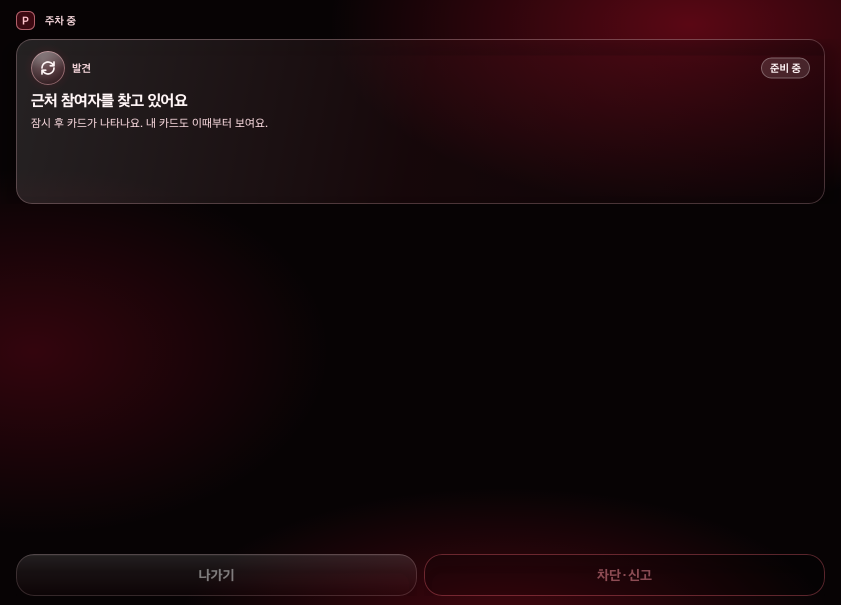 P 주차 중
발견
준비 중
근처 참여자를 찾고 있어요
잠시 후 카드가 나타나요. 내 카드도 이때부터 보여요.
나가기
차단·신고